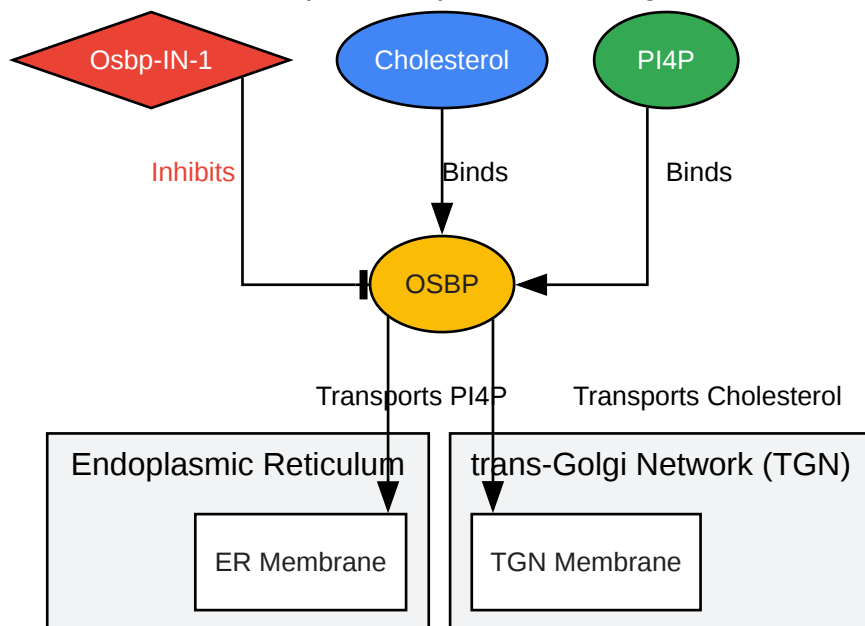 Osbp-IN-1
Cholesterol
PI4P
Inhibits
Binds
Binds
OSBP
Transports PI4P
Transports Cholesterol
Endoplasmic Reticulum
trans-Golgi Network (TGN)
ER Membrane
TGN Membrane